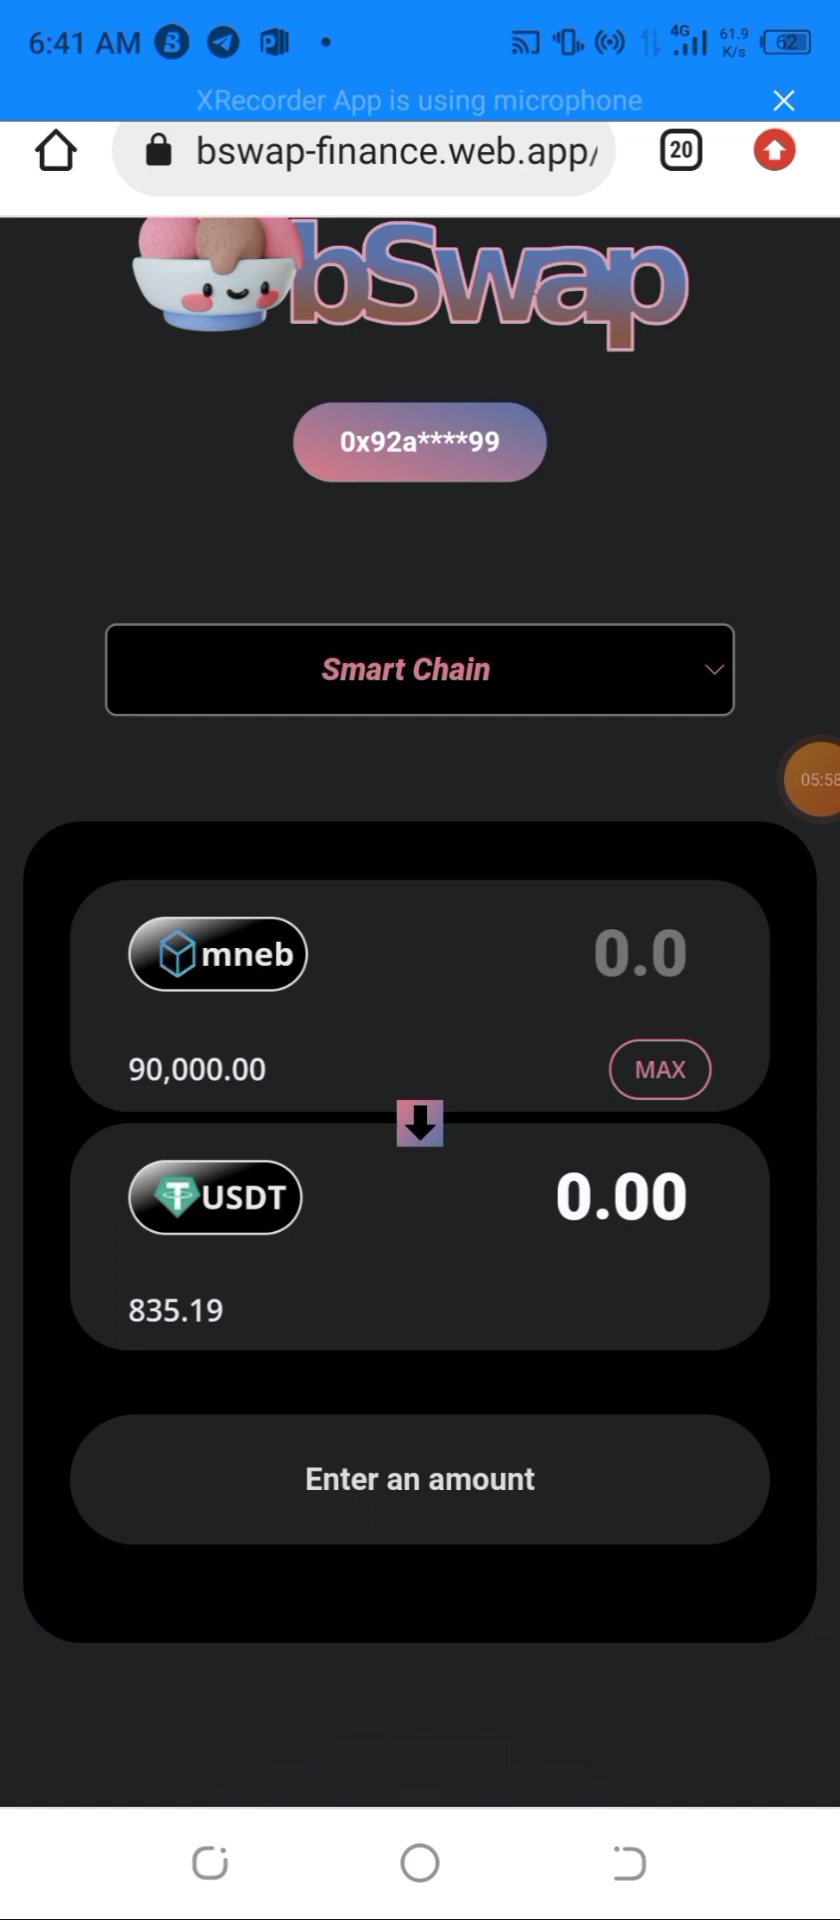 6:41 AM
4G
61.9
K/s
62
XRecorder App is using microphone
bswap-finance.web.app/
20
bSwap
0x92a****99
Smart Chain
05:58
mneb
0.0
90,000.00
MAX
USDT
0.00
835.19
Enter an amount